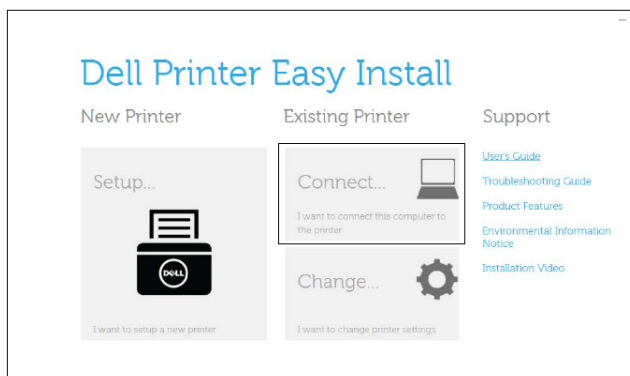 Dell Printer Easy Install
New Printer
Existing Printer
Support
Setup...
DELL
I want to setup a new printer
Connect...
I want to connect this computer to
the printer
Change...
I want to change printer settings
User's Guide
Troubleshooting Guide
Product Features
Environmental Information
Notice
Installation Video